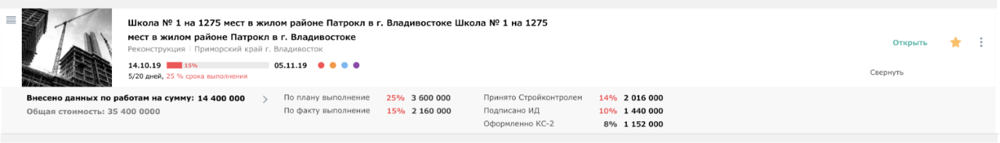 Школа № 1 на 1275 мест в жилом районе Патрокл в г. Владивостоке Школа № 1 на 1275
мест в жилом районе Патрокл в г. Владивостоке
Реконструкция | Приморский край г. Владивосток
Открыть
14.10.19 15% 05.11.19
5/20 дней, 25 % срока выполнения
Свернуть
Внесено данных по работам на сумму: 14 400 000
Общая стоимость: 35 400 0000
По плану выполнение 25% 3 600 000
По факту выполнение 15% 2 160 000
Принято Стройконтролем 14% 2 016 000
Подписано ИД 10% 1 440 000
Оформленно КС-2 8% 1 152 000